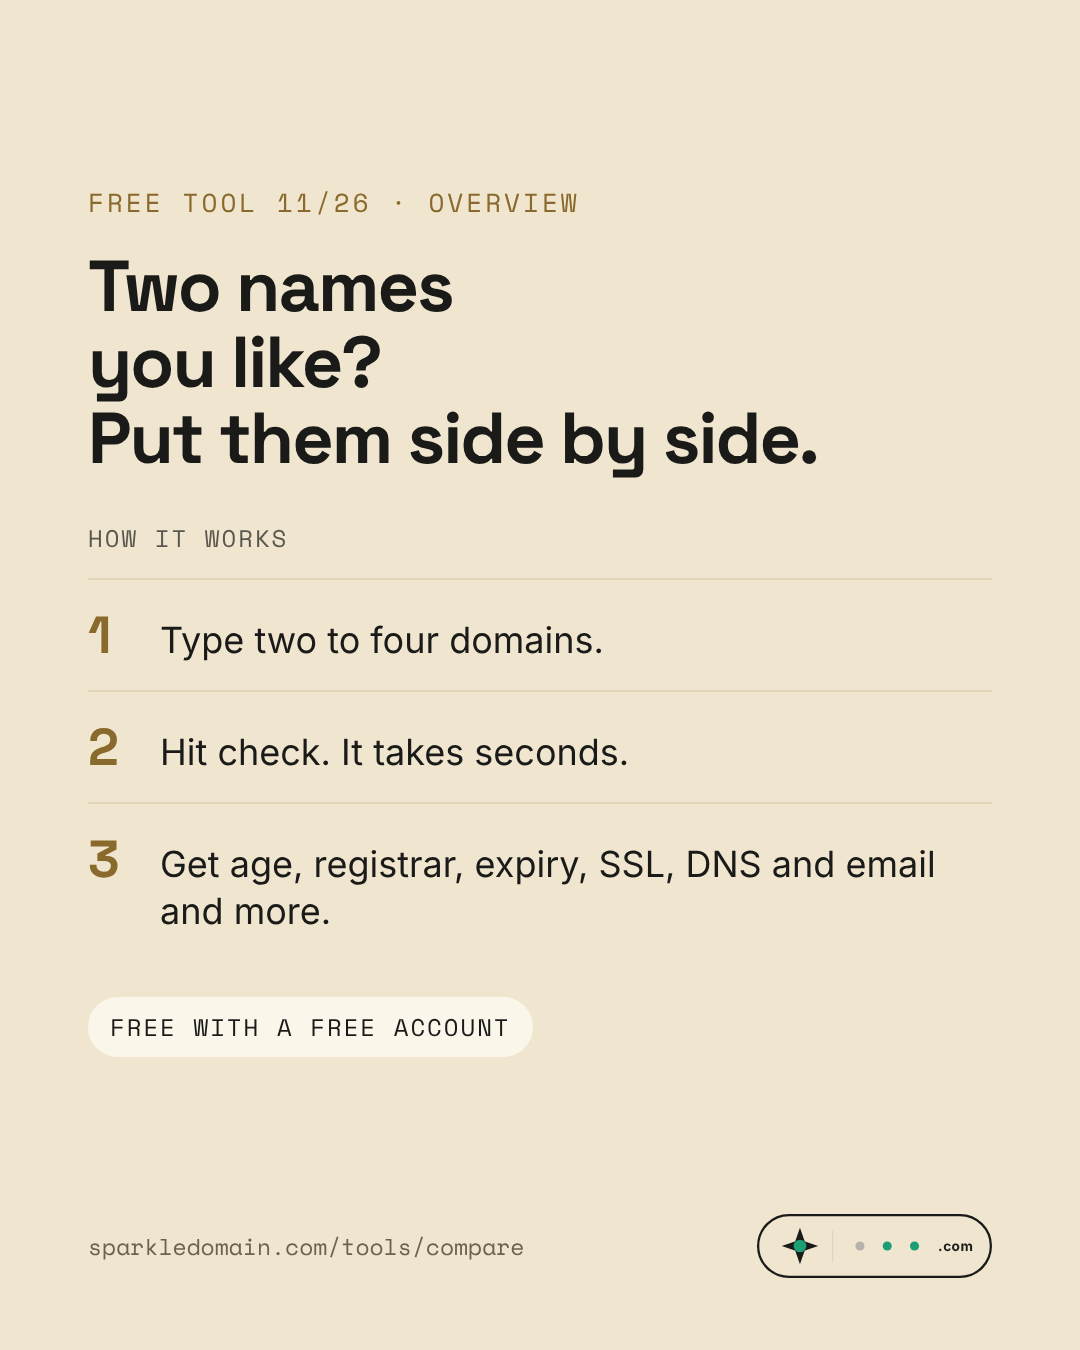 FREE TOOL 11/26 · OVERVIEW
Two names
you like?
Put them side by side.
HOW IT WORKS
1 Type two to four domains.
2 Hit check. It takes seconds.
3 Get age, registrar, expiry, SSL, DNS and email
and more.
FREE WITH A FREE ACCOUNT
sparkledomain.com/tools/compare
.com